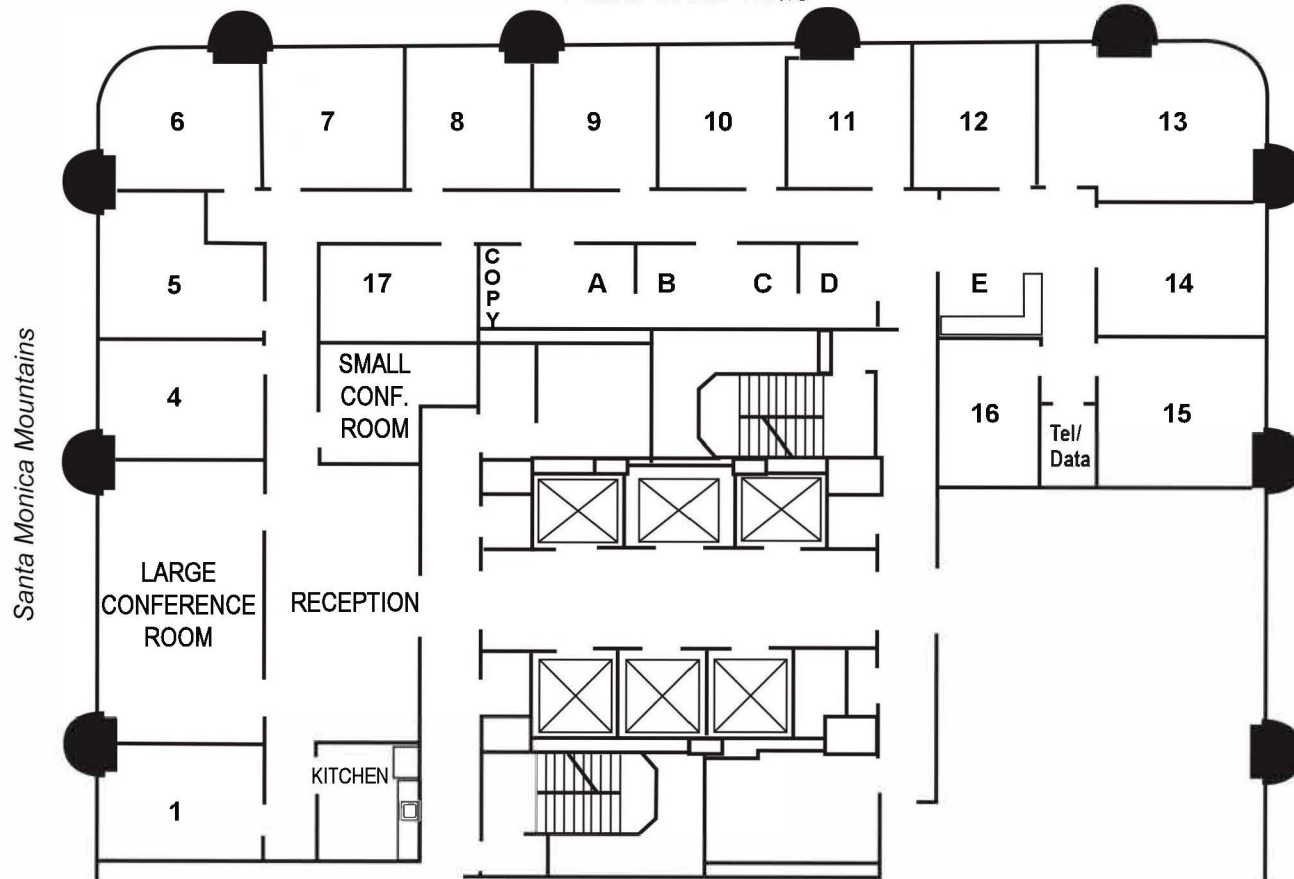 6
7
8
9
10
11
12
13
5
17
COPY
A
B
C
D
E
14
Santa Monica Mountains
4
SMALL
CONF.
ROOM
16
Tel/
Data
15
LARGE
CONFERENCE
ROOM
RECEPTION
KITCHEN
1